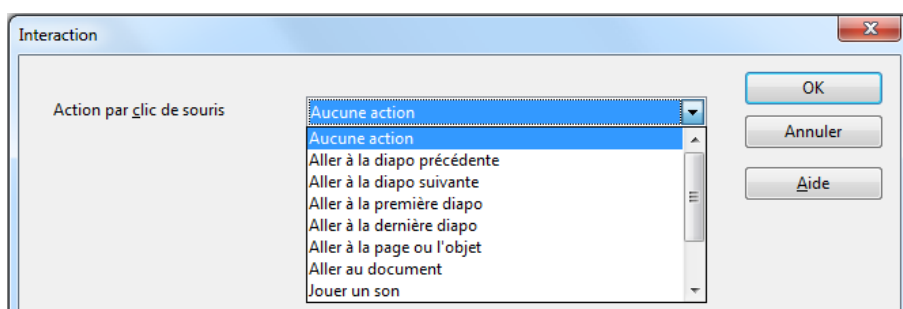 Interaction
OK
Action par clic de souris
Aucune action
Annuler
Aucune action
Aller à la diapo précédente
Aller à la diapo suivante
Aide
Aller à la première diapo
Aller à la dernière diapo
Aller à la page ou l'objet
Aller au document
Jouer un son